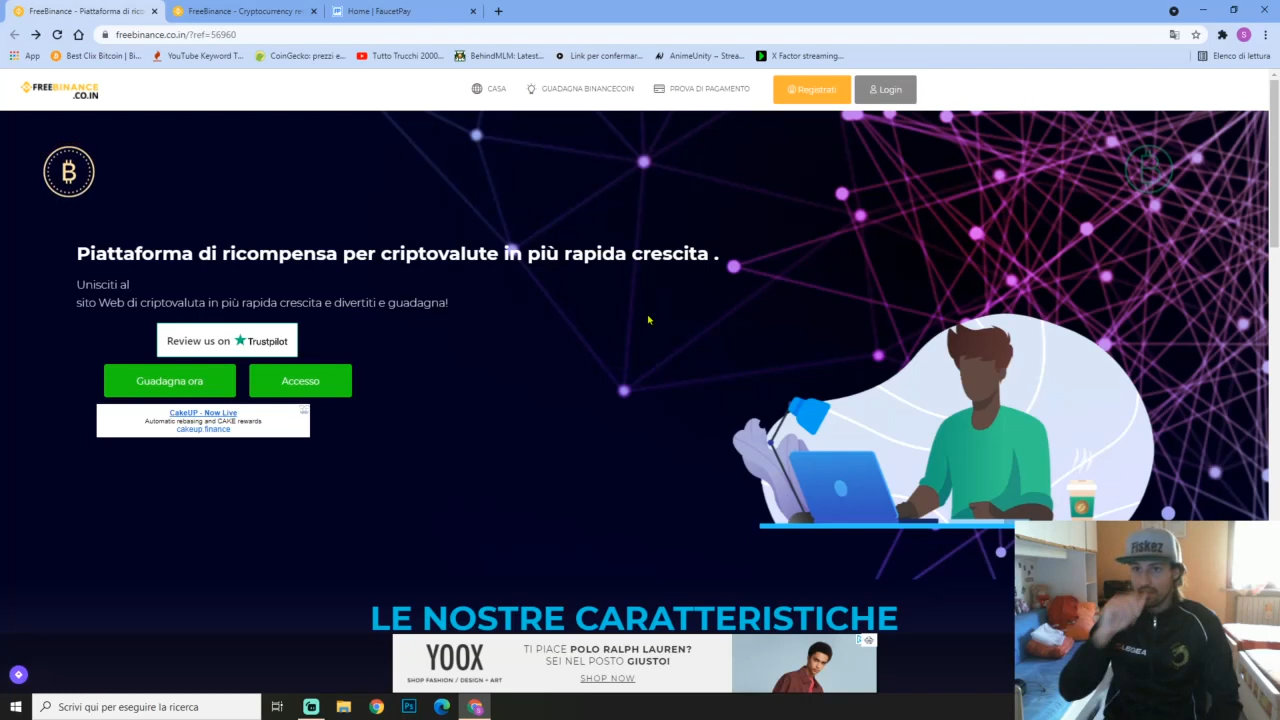 FreeBinance - Piattaforma di rico
FreeBinance - Cryptocurrency re
Home | FaucetPay
freebinance.co.in/?ref=56960
App
Best Clix Bitcoin | Bi...
YouTube Keyword T...
CoinGecko: prezzi e...
Tutto Trucchi 2000...
BehindMLM: Latest...
Link per confermar...
AnimeUnity ~ Strea...
X Factor streaming...
Elenco di lettura
FREEBINANCE
.CO.IN
CASA
GUADAGNA BINANCECOIN
PROVA DI PAGAMENTO
Registrati
Login
Piattaforma di ricompensa per criptovalute in più rapida crescita .
Unisciti al
sito Web di criptovaluta in più rapida crescita e divertiti e guadagna!
Review us on Trustpilot
Guadagna ora
Accesso
CakeUP - Now Live
Automatic rebasing and CAKE rewards
cakeup.finance
LE NOSTRE CARATTERISTICHE
YOOX
SHOP FASHION / DESIGN + ART
TI PIACE POLO RALPH LAUREN?
SEI NEL POSTO GIUSTO!
SHOP NOW
Fiskez
LEGEA
Scrivi qui per eseguire la ricerca